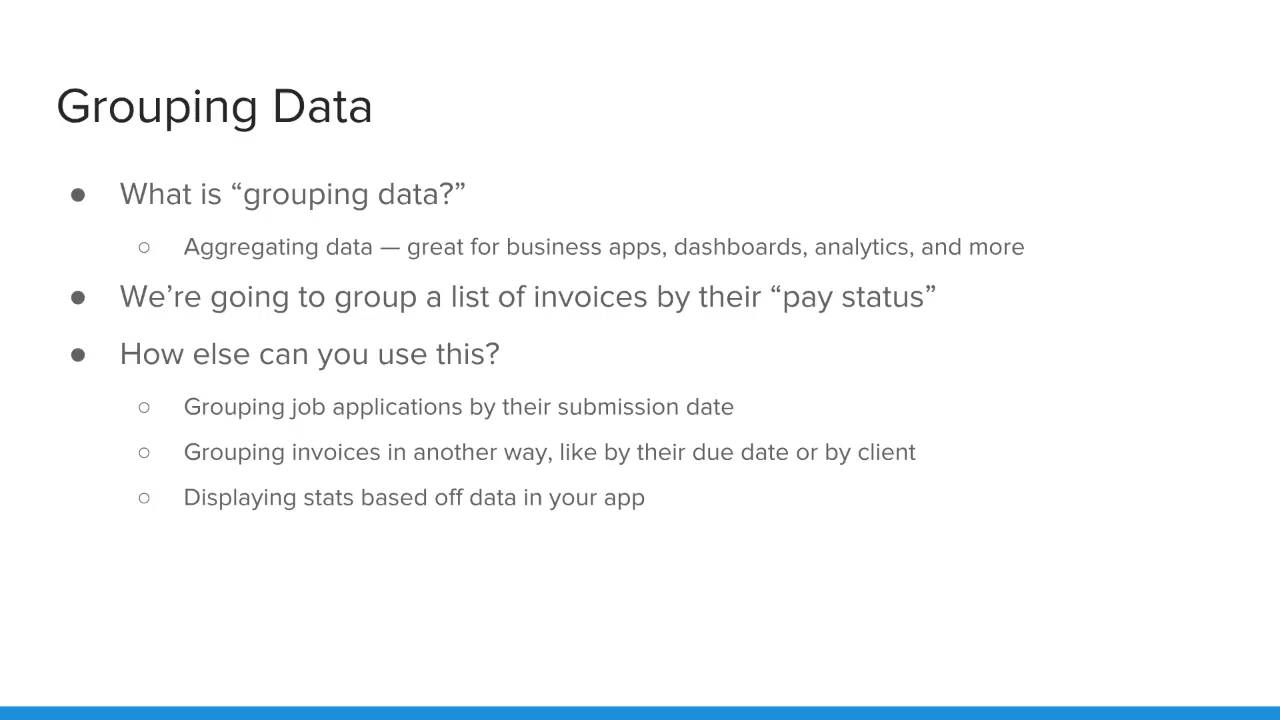 Grouping Data
● What is “grouping data?”
○ Aggregating data — great for business apps, dashboards, analytics, and more
● We’re going to group a list of invoices by their “pay status”
● How else can you use this?
○ Grouping job applications by their submission date
○ Grouping invoices in another way, like by their due date or by client
○ Displaying stats based off data in your app